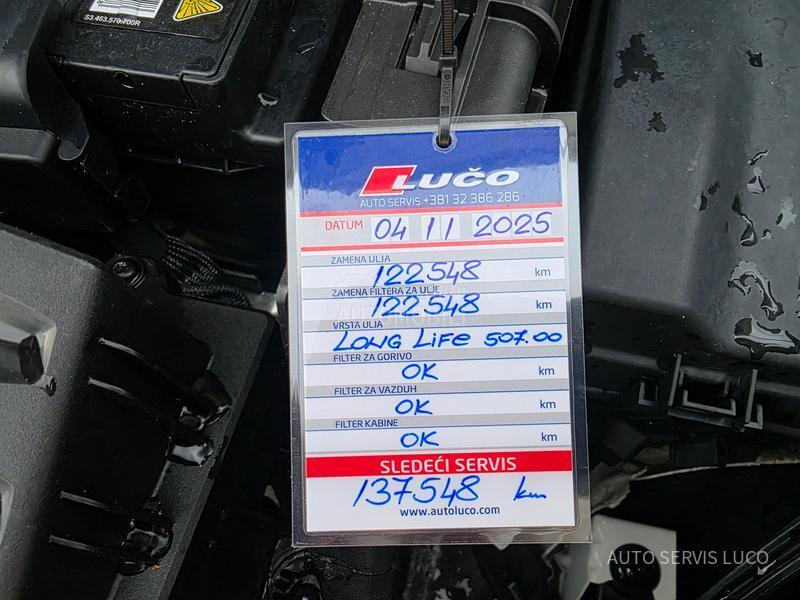 S3.463.570.700R
LUČO
AUTO SERVIS +381 32 386 286
DATUM 04 11 2025
ZAMENA ULJA
122548 km
ZAMENA FILTERA ZA ULJE
122548 km
VRSTA ULJA
LONG LIFE 507.00
FILTER ZA GORIVO
OK km
FILTER ZA VAZDUH
OK km
FILTER KABINE
OK km
SLEDEĆI SERVIS
137548 km
www.autoluco.com
AUTO SERVIS LUCO